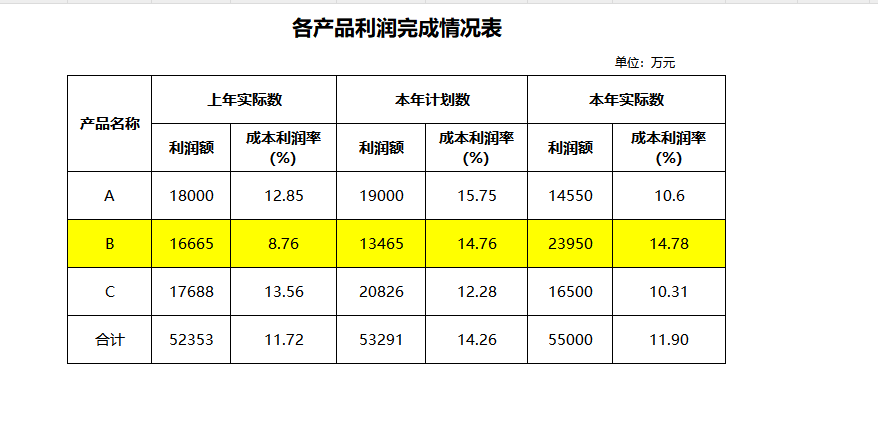 各产品利润完成情况表
单位：万元
产品名称 上年实际数 本年计划数 本年实际数
利润额 成本利润率(%) 利润额 成本利润率(%) 利润额 成本利润率(%)
A 18000 12.85 19000 15.75 14550 10.6
B 16665 8.76 13465 14.76 23950 14.78
C 17688 13.56 20826 12.28 16500 10.31
合计 52353 11.72 53291 14.26 55000 11.90